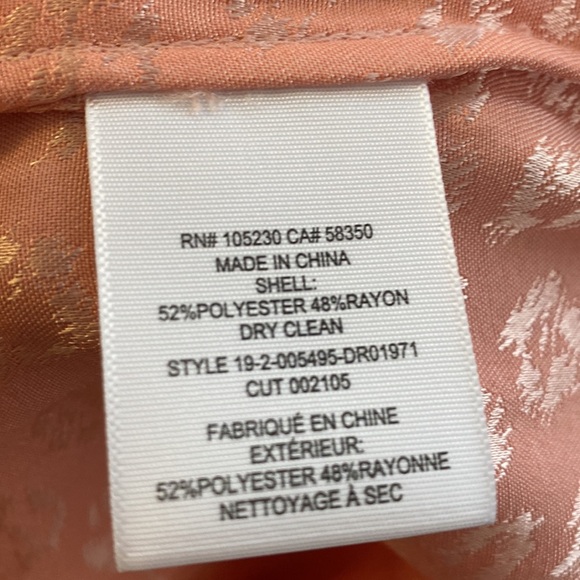 RN# 105230 CA# 58350
MADE IN CHINA
SHELL:
52%POLYESTER 48%RAYON
DRY CLEAN
STYLE 19-2-005495-DR01971
CUT 002105
FABRIQUÉ EN CHINE
EXTÉRIEUR:
52%POLYESTER 48%RAYONNE
NETTOYAGE À SEC